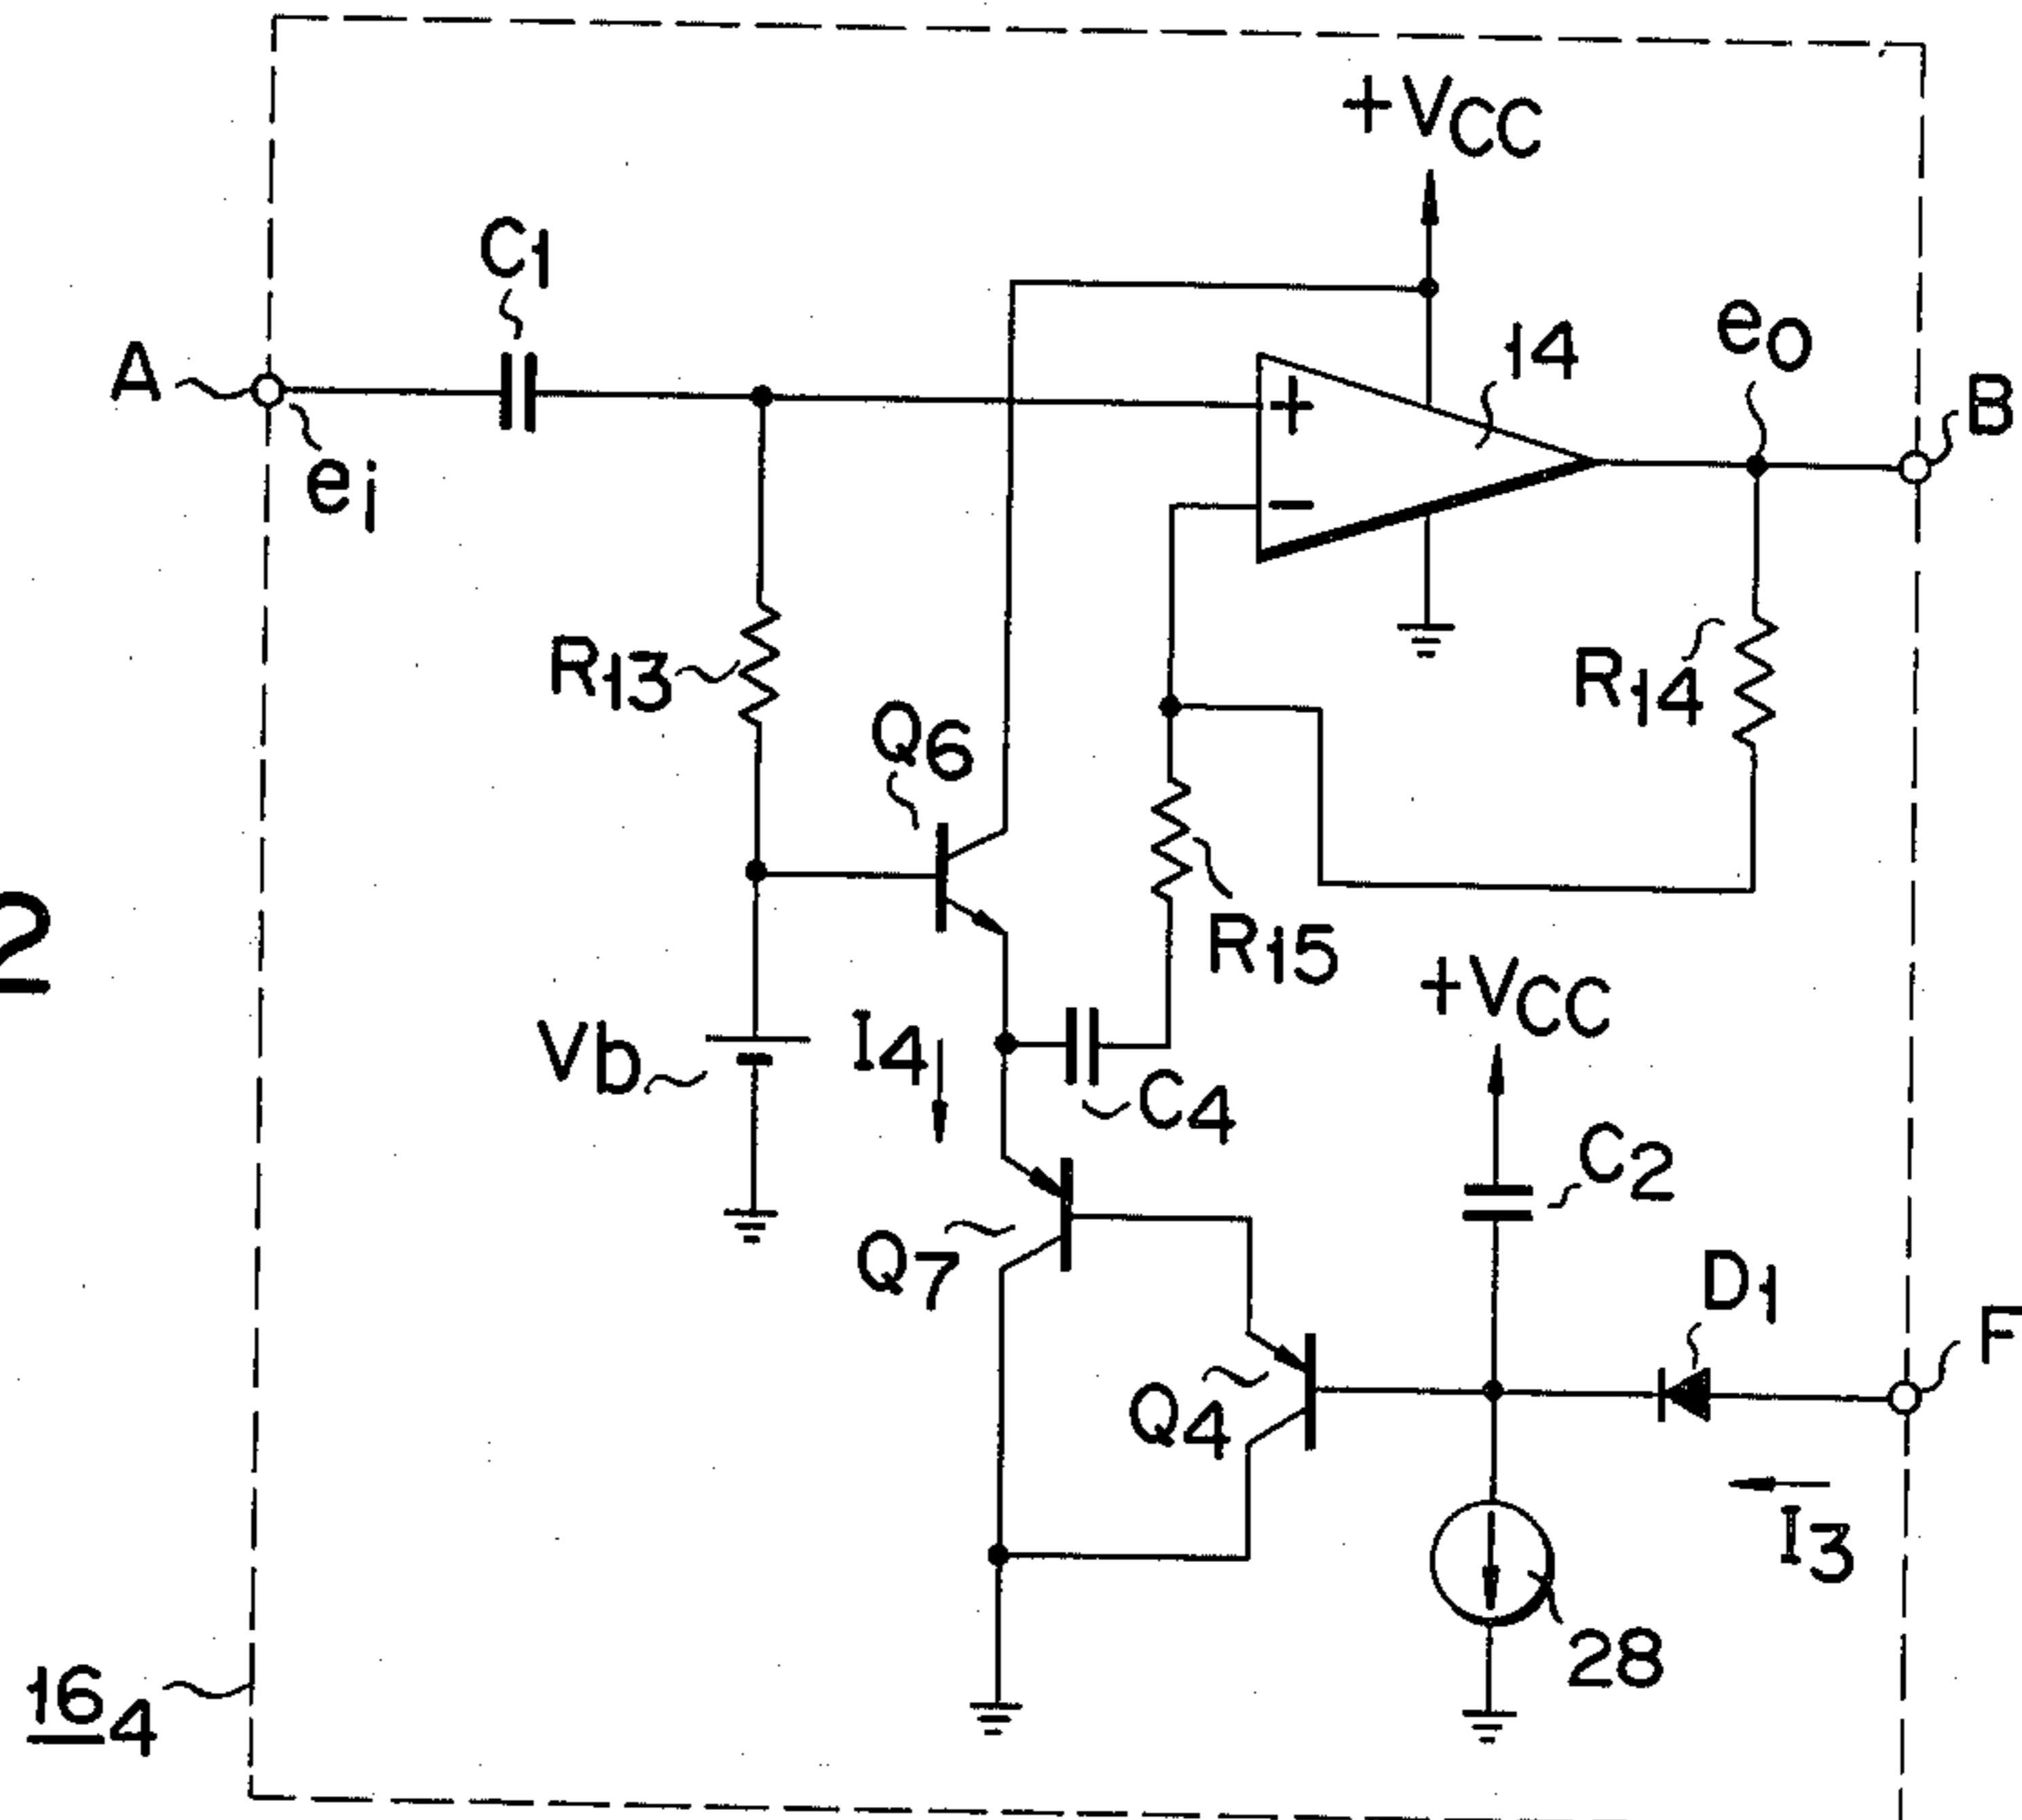 +VCC
C1
14
eo
A
B
ei
+
−
R13
R14
Q6
2
R15
+VCC
Vb
I4
C4
C2
Q7
D1
F
Q4
I3
28
164